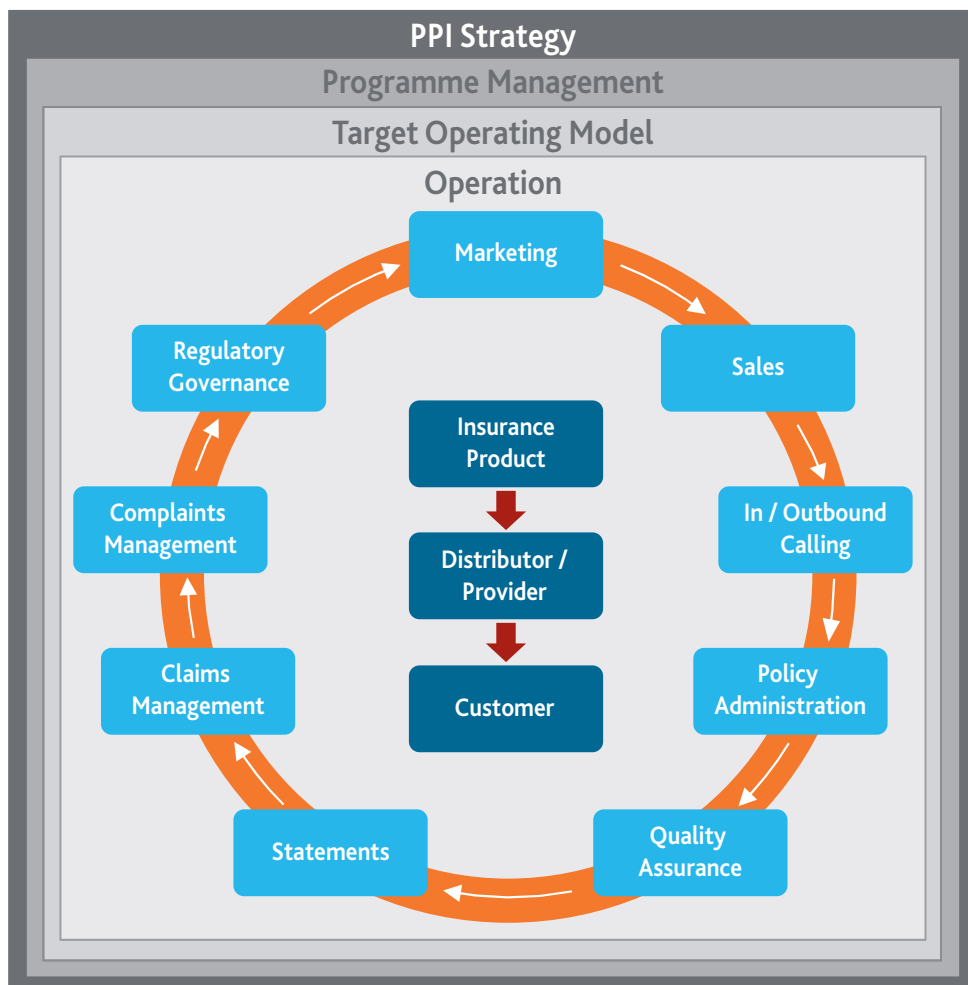 PPI Strategy
Programme Management
Target Operating Model
Operation
Marketing
Sales
In / Outbound
Calling
Policy
Administration
Quality
Assurance
Statements
Claims
Management
Complaints
Management
Regulatory
Governance
Insurance
Product
Distributor /
Provider
Customer